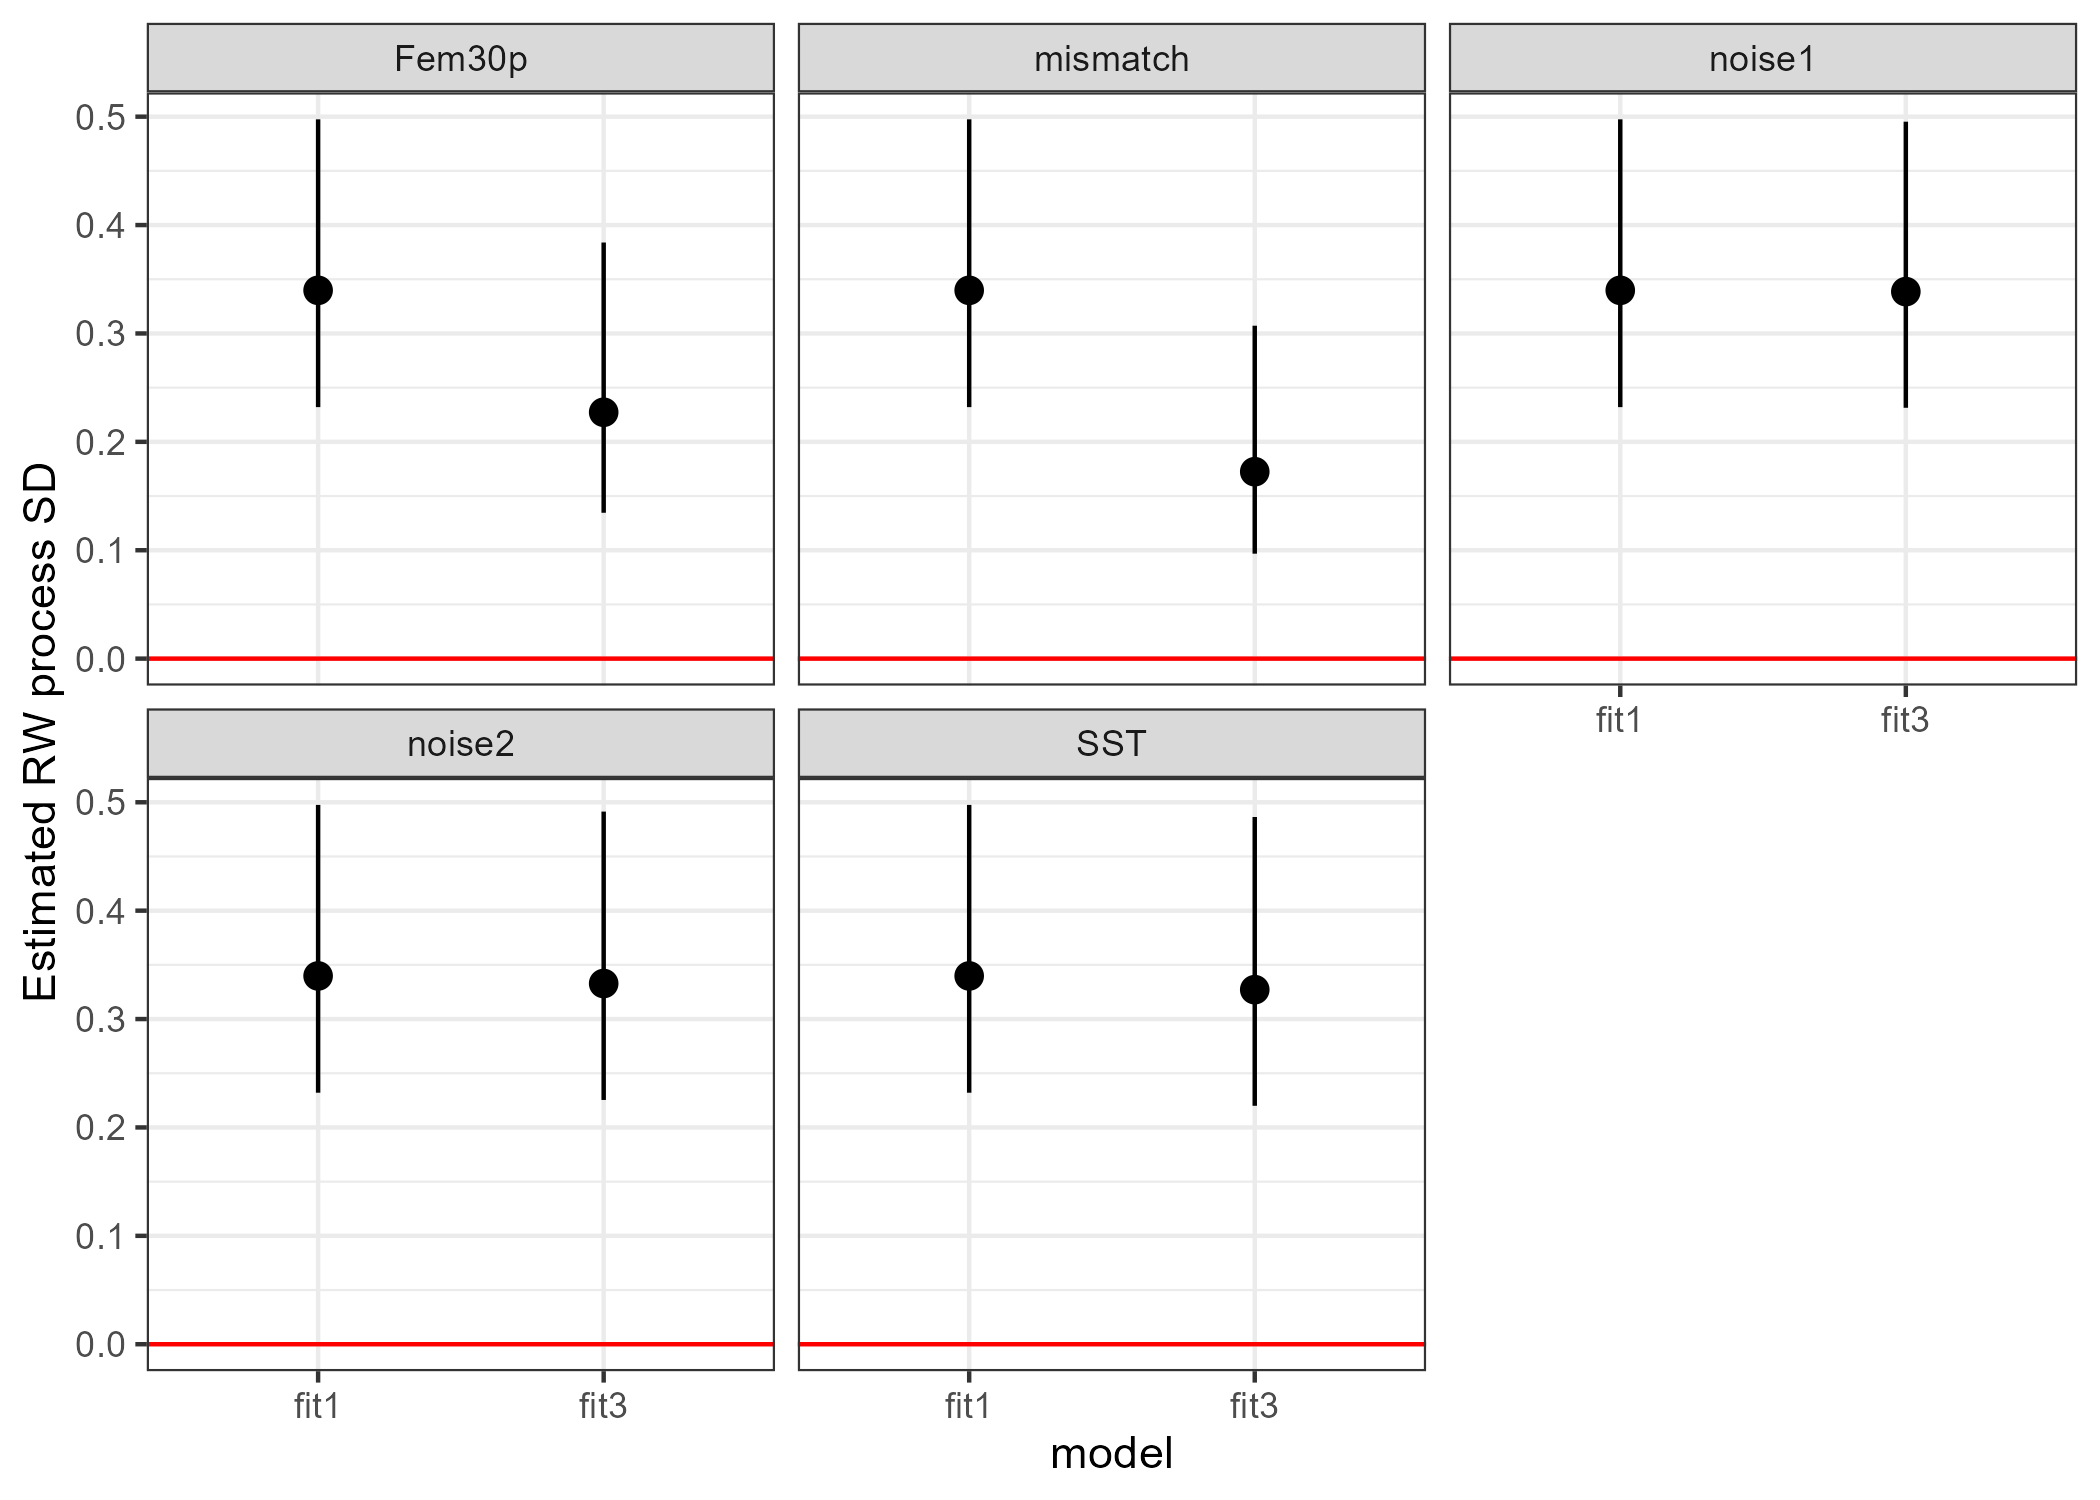 Fem30p mismatch noise1
0.5
0.4
0.3
0.2
0.1
0.0
fit1 fit3
noise2 SST
0.5
0.4
0.3
0.2
0.1
0.0
fit1 fit3 fit1 fit3
model
Estimated RW process SD